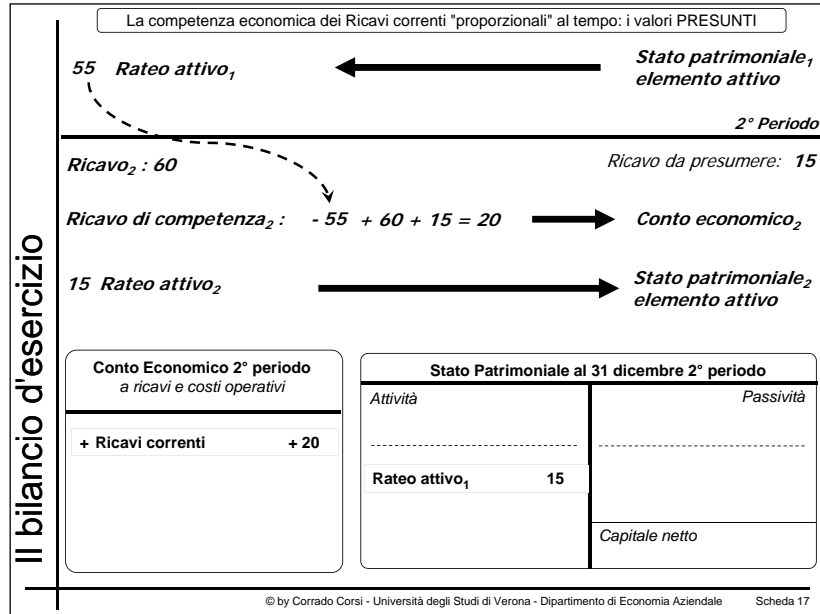 La competenza economica dei Ricavi correnti "proporzionali" al tempo: i valori PRESUNTI
55 Rateo attivo1
Stato patrimoniale1
elemento attivo
2° Periodo
Ricavo2 : 60
Ricavo da presumere: 15
Ricavo di competenza2 : - 55 + 60 + 15 = 20
Conto economico2
15 Rateo attivo2
Stato patrimoniale2
elemento attivo
Il bilancio d'esercizio
Conto Economico 2° periodo
a ricavi e costi operativi
+ Ricavi correnti + 20
Stato Patrimoniale al 31 dicembre 2° periodo
Attività
Passività
Rateo attivo1 15
Capitale netto
© by Corrado Corsi - Università degli Studi di Verona - Dipartimento di Economia Aziendale Scheda 17